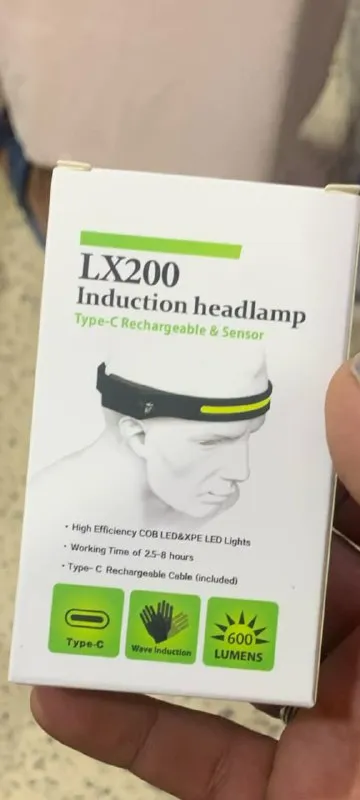 LX200
Induction headlamp
Type-C Rechargeable & Sensor
• High Efficiency COB LED&XPE LED Lights
• Working Time of 2.5-8 hours
• Type- C Rechargeable Cable (included)
Type-C
Wave Induction
600
LUMENS